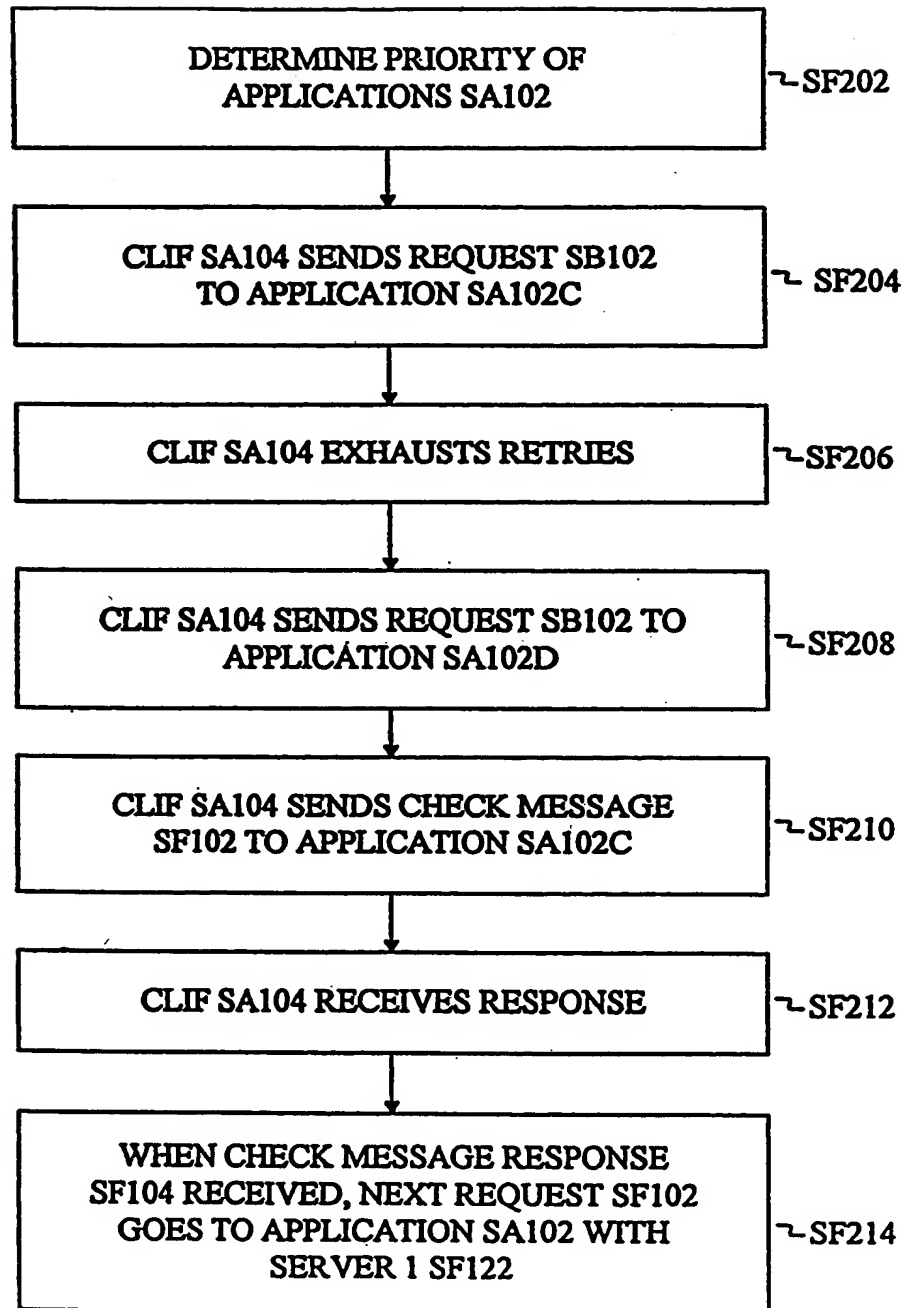 DETERMINE PRIORITY OF
APPLICATIONS SA102
SF202
CLIF SA104 SENDS REQUEST SB102
TO APPLICATION SA102C
SF204
CLIF SA104 EXHAUSTS RETRIES
SF206
CLIF SA104 SENDS REQUEST SB102 TO
APPLICATION SA102D
SF208
CLIF SA104 SENDS CHECK MESSAGE
SF102 TO APPLICATION SA102C
SF210
CLIF SA104 RECEIVES RESPONSE
SF212
WHEN CHECK MESSAGE RESPONSE
SF104 RECEIVED, NEXT REQUEST SF102
GOES TO APPLICATION SA102 WITH
SERVER 1 SF122
SF214